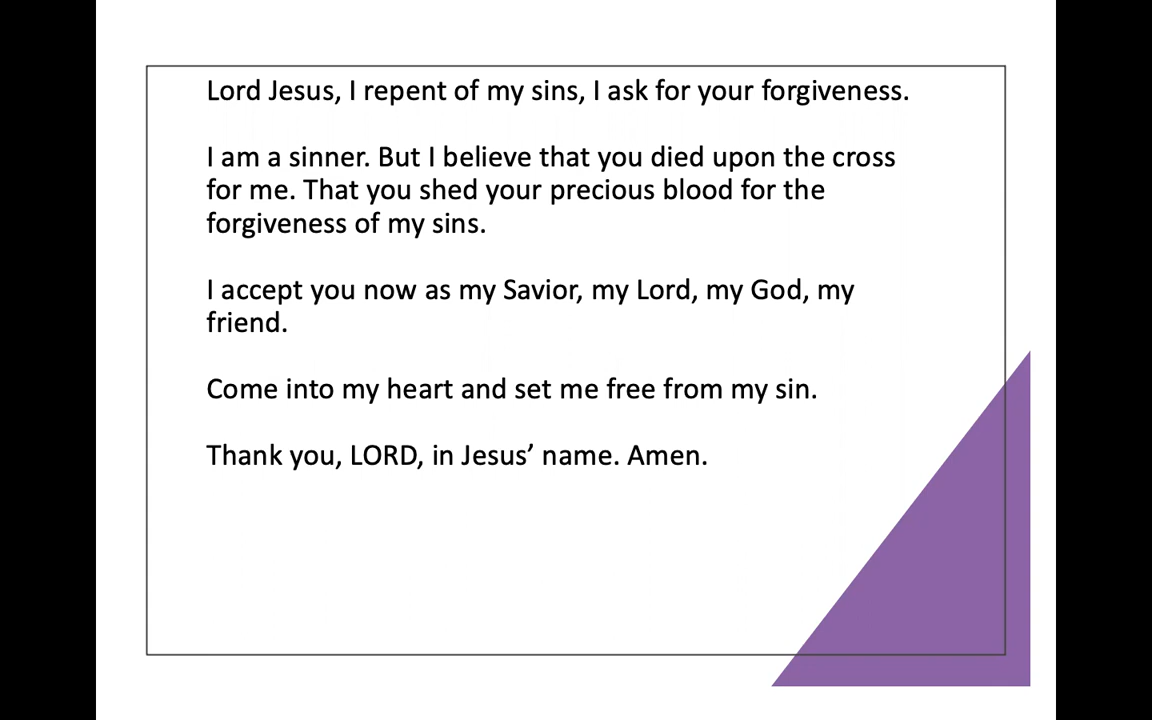 Lord Jesus, I repent of my sins, I ask for your forgiveness.
I am a sinner. But I believe that you died upon the cross
for me. That you shed your precious blood for the
forgiveness of my sins.
I accept you now as my Savior, my Lord, my God, my
friend.
Come into my heart and set me free from my sin.
Thank you, LORD, in Jesus’ name. Amen.